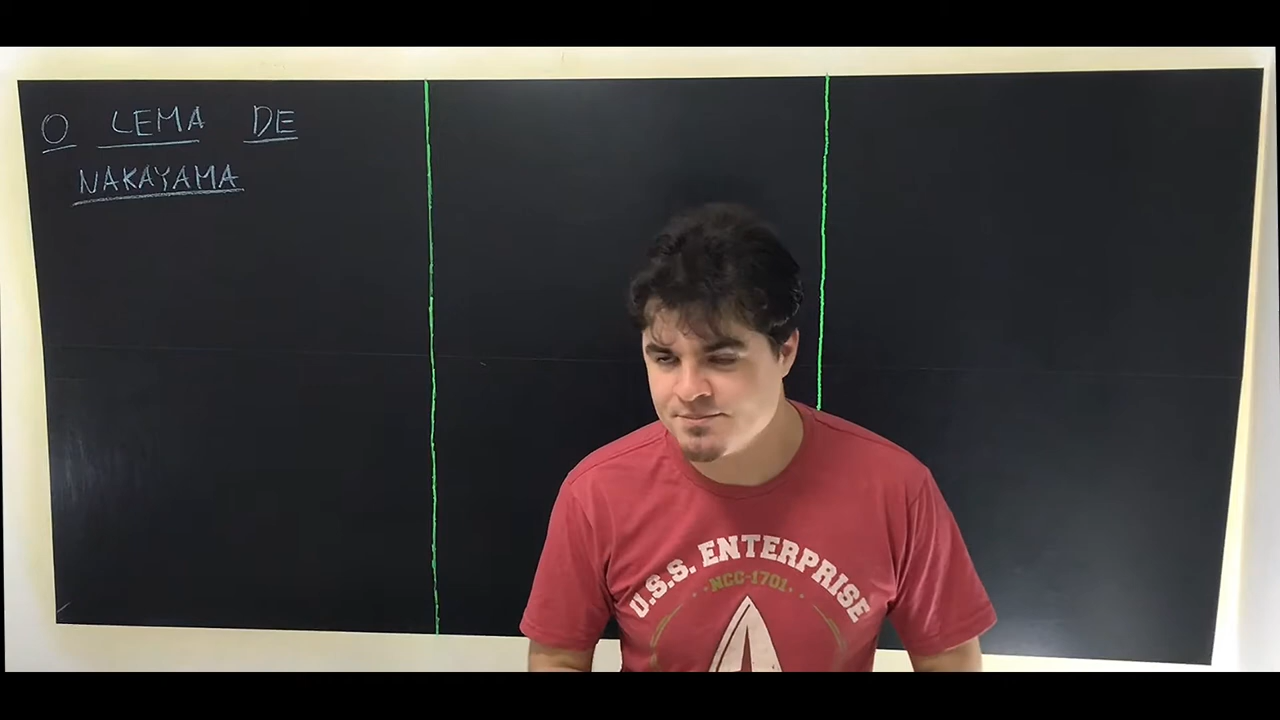 O LEMA DE
NAKAYAMA
U.S.S. ENTERPRISE
·NCC-1701·